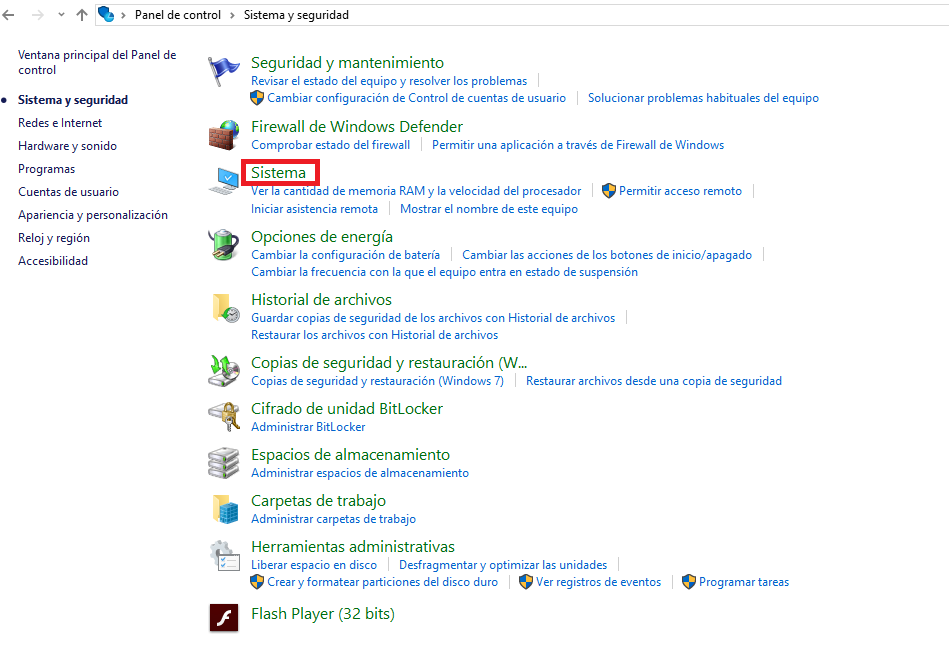 Panel de control › Sistema y seguridad
Ventana principal del Panel de
control
Sistema y seguridad
Redes e Internet
Hardware y sonido
Programas
Cuentas de usuario
Apariencia y personalización
Reloj y región
Accesibilidad
Seguridad y mantenimiento
Revisar el estado del equipo y resolver los problemas
Cambiar configuración de Control de cuentas de usuario
Solucionar problemas habituales del equipo
Firewall de Windows Defender
Comprobar estado del firewall
Permitir una aplicación a través de Firewall de Windows
Sistema
Ver la cantidad de memoria RAM y la velocidad del procesador
Permitir acceso remoto
Iniciar asistencia remota
Mostrar el nombre de este equipo
Opciones de energía
Cambiar la configuración de batería
Cambiar las acciones de los botones de inicio/apagado
Cambiar la frecuencia con la que el equipo entra en estado de suspensión
Historial de archivos
Guardar copias de seguridad de los archivos con Historial de archivos
Restaurar los archivos con Historial de archivos
Copias de seguridad y restauración (W...
Copias de seguridad y restauración (Windows 7)
Restaurar archivos desde una copia de seguridad
Cifrado de unidad BitLocker
Administrar BitLocker
Espacios de almacenamiento
Administrar espacios de almacenamiento
Carpetas de trabajo
Administrar carpetas de trabajo
Herramientas administrativas
Liberar espacio en disco
Desfragmentar y optimizar las unidades
Crear y formatear particiones del disco duro
Ver registros de eventos
Programar tareas
Flash Player (32 bits)